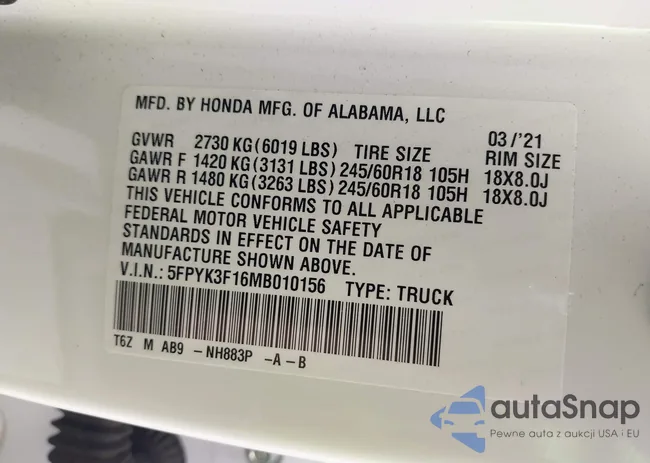 MFD. BY HONDA MFG. OF ALABAMA, LLC
GVWR 2730 KG(6019 LBS) TIRE SIZE 03/'21 RIM SIZE
GAWR F 1420 KG(3131 LBS) 245/60R18 105H 18X8.0J
GAWR R 1480 KG(3263 LBS) 245/60R18 105H 18X8.0J
THIS VEHICLE CONFORMS TO ALL APPLICABLE
FEDERAL MOTOR VEHICLE SAFETY
STANDARDS IN EFFECT ON THE DATE OF
MANUFACTURE SHOWN ABOVE.
V.I.N.: 5FPYK3F16MB010156 TYPE: TRUCK
T6Z M AB9 -NH883P -A -B
autaSnap
Pewne auta z aukcji USA i EU